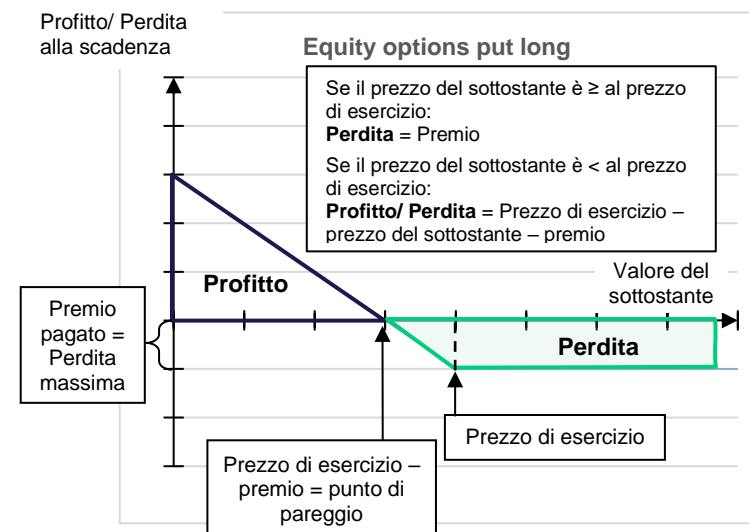 Profitto/ Perdita
alla scadenza
Equity options put long
Se il prezzo del sottostante è ≥ al prezzo
di esercizio:
Perdita = Premio
Se il prezzo del sottostante è < al prezzo
di esercizio:
Profitto/ Perdita = Prezzo di esercizio –
prezzo del sottostante – premio
Profitto
Valore del
sottostante
Premio
pagato =
Perdita
massima
Perdita
Prezzo di esercizio
Prezzo di esercizio –
premio = punto di
pareggio